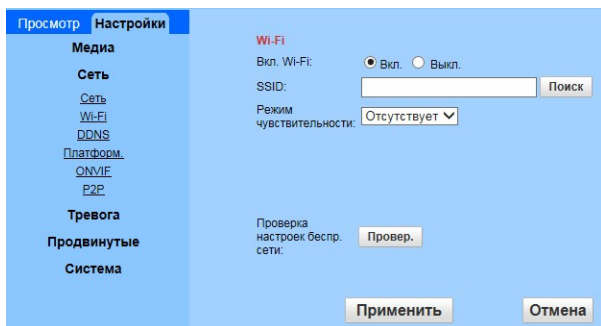 Просмотр Настройки
Медиа
Сеть
Сеть
Wi-Fi
DDNS
Платформ.
ONVIF
P2P
Тревога
Продвинутые
Система
Wi-Fi
Вкл. Wi-Fi: Вкл. Выкл.
SSID: Поиск
Режим
чувствительности: Отсутствует
Проверка
настроек беспр.
сети: Провер.
Применить Отмена